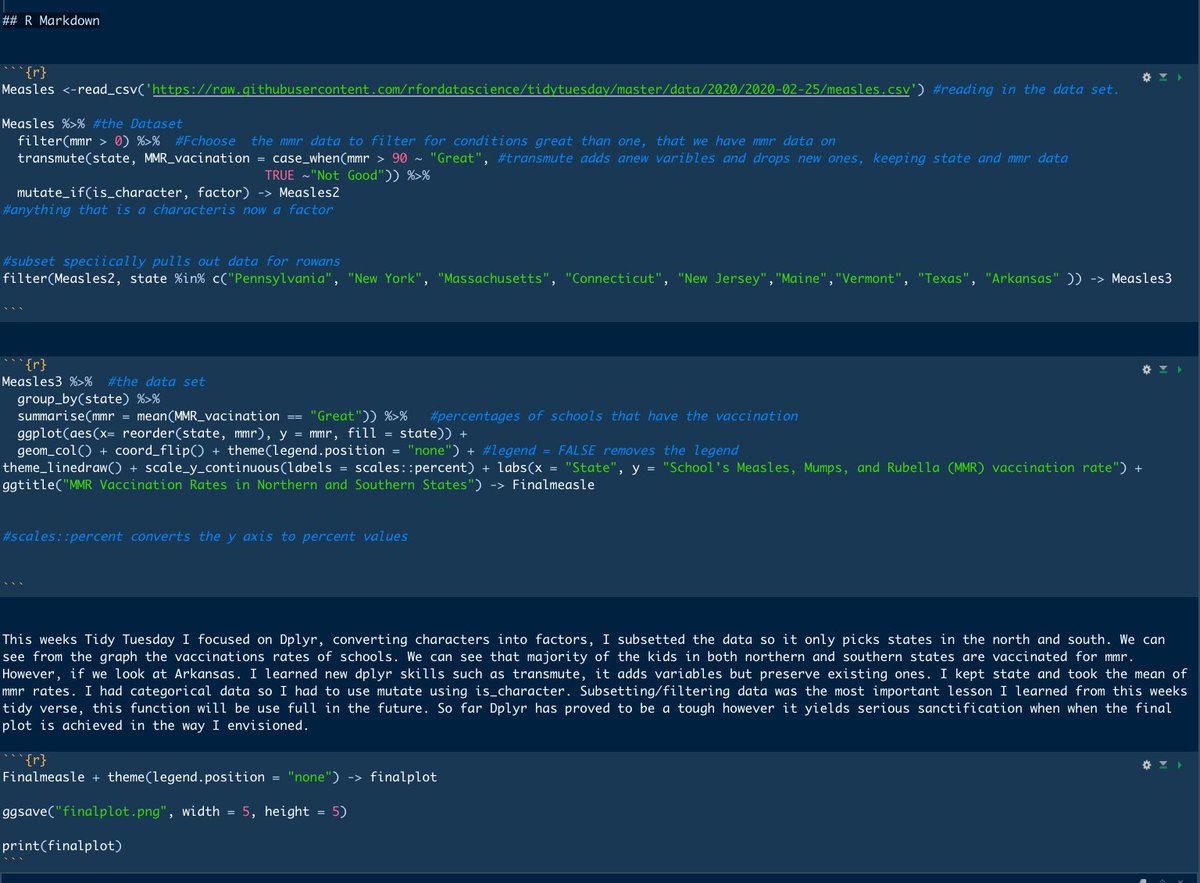 ## R Markdown
```{r}
Measles <-read_csv('https://raw.githubusercontent.com/rfordatascience/tidytuesday/master/data/2020/2020-02-25/measles.csv') #reading in the data set.
Measles %>% #the Dataset
  filter(mmr > 0) %>%  #Fchoose  the mmr data to filter for conditions great than one, that we have mmr data on
  transmute(state, MMR_vacination = case_when(mmr > 90 ~ "Great", #transmute adds anew varibles and drops new ones, keeping state and mmr data
                                TRUE ~"Not Good")) %>%
  mutate_if(is_character, factor) -> Measles2
#anything that is a characteris now a factor
#subset speciically pulls out data for rowans
filter(Measles2, state %in% c("Pennsylvania", "New York", "Massachusetts", "Connecticut", "New Jersey","Maine","Vermont", "Texas", "Arkansas" )) -> Measles3
```
```{r}
Measles3 %>%  #the data set
  group_by(state) %>%
  summarise(mmr = mean(MMR_vacination == "Great")) %>%   #percentages of schools that have the vaccination
  ggplot(aes(x= reorder(state, mmr), y = mmr, fill = state)) +
  geom_col() + coord_flip() + theme(legend.position = "none") + #legend = FALSE removes the legend
theme_linedraw() + scale_y_continuous(labels = scales::percent) + labs(x = "State", y = "School's Measles, Mumps, and Rubella (MMR) vaccination rate") +
ggtitle("MMR Vaccination Rates in Northern and Southern States") -> Finalmeasle
#scales::percent converts the y axis to percent values
```
This weeks Tidy Tuesday I focused on Dplyr, converting characters into factors, I subsetted the data so it only picks states in the north and south. We can
see from the graph the vaccinations rates of schools. We can see that majority of the kids in both northern and southern states are vaccinated for mmr.
However, if we look at Arkansas. I learned new dplyr skills such as transmute, it adds variables but preserve existing ones. I kept state and took the mean of
mmr rates. I had categorical data so I had to use mutate using is_character. Subsetting/filtering data was the most important lesson I learned from this weeks
tidy verse, this function will be use full in the future. So far Dplyr has proved to be a tough however it yields serious sanctification when when the final
plot is achieved in the way I envisioned.
```{r}
Finalmeasle + theme(legend.position = "none") -> finalplot
ggsave("finalplot.png", width = 5, height = 5)
print(finalplot)
```